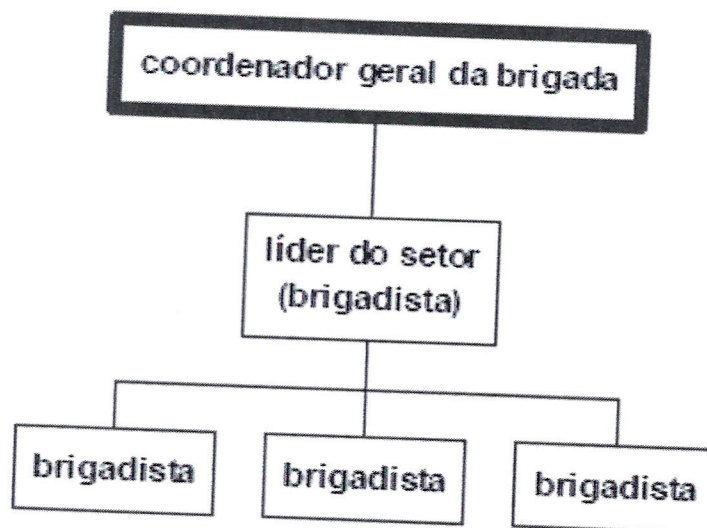 coordenador geral da brigada
líder do setor
(brigadista)
brigadista
brigadista
brigadista